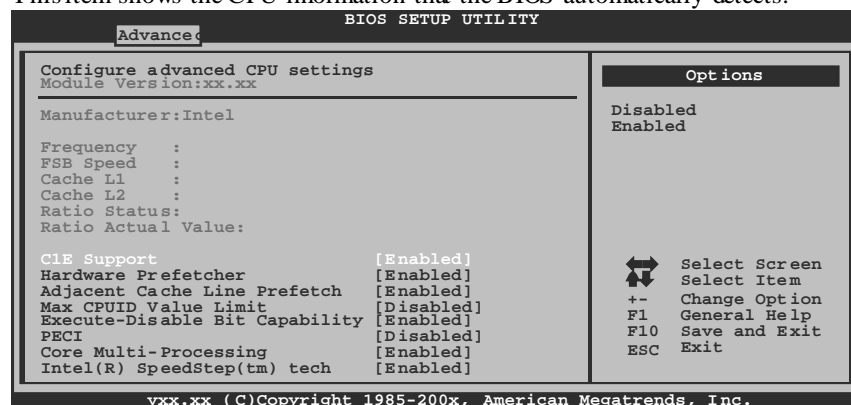 This item shows the CPU information that the BIOS automatically detects.
BIOS SETUP UTILITY
Advanced
Configure advanced CPU settings
Module Version:xx.xx
Manufacturer:Intel
Frequency :
FSB Speed :
Cache L1 :
Cache L2 :
Ratio Status:
Ratio Actual Value:
C1E Support [Enabled]
Hardware Prefetcher [Enabled]
Adjacent Cache Line Prefetch [Enabled]
Max CPUID Value Limit [Disabled]
Execute-Disable Bit Capability [Enabled]
PECI [Disabled]
Core Multi-Processing [Enabled]
Intel(R) SpeedStep(tm) tech [Enabled]
Options
Disabled
Enabled
Select Screen
Select Item
+- Change Option
F1 General Help
F10 Save and Exit
ESC Exit
vxx.xx (C)Copyright 1985-200x, American Megatrends, Inc.